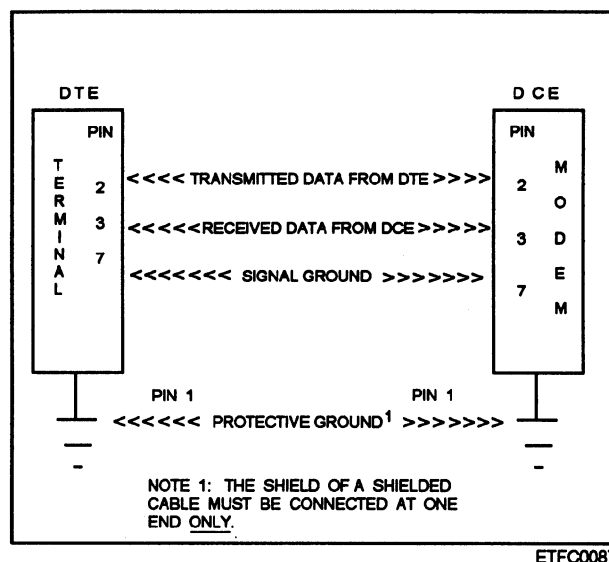 DTE
DCE
PIN
PIN
TERMINAL
MODEM
2 <<<< TRANSMITTED DATA FROM DTE >>>> 2
3 <<<<RECEIVED DATA FROM DCE >>>> 3
7 <<<<<<< SIGNAL GROUND >>>>>>> 7
PIN 1
PIN 1
<<<<<< PROTECTIVE GROUND1 >>>>>>>
NOTE 1: THE SHIELD OF A SHIELDED
CABLE MUST BE CONNECTED AT ONE
END ONLY.